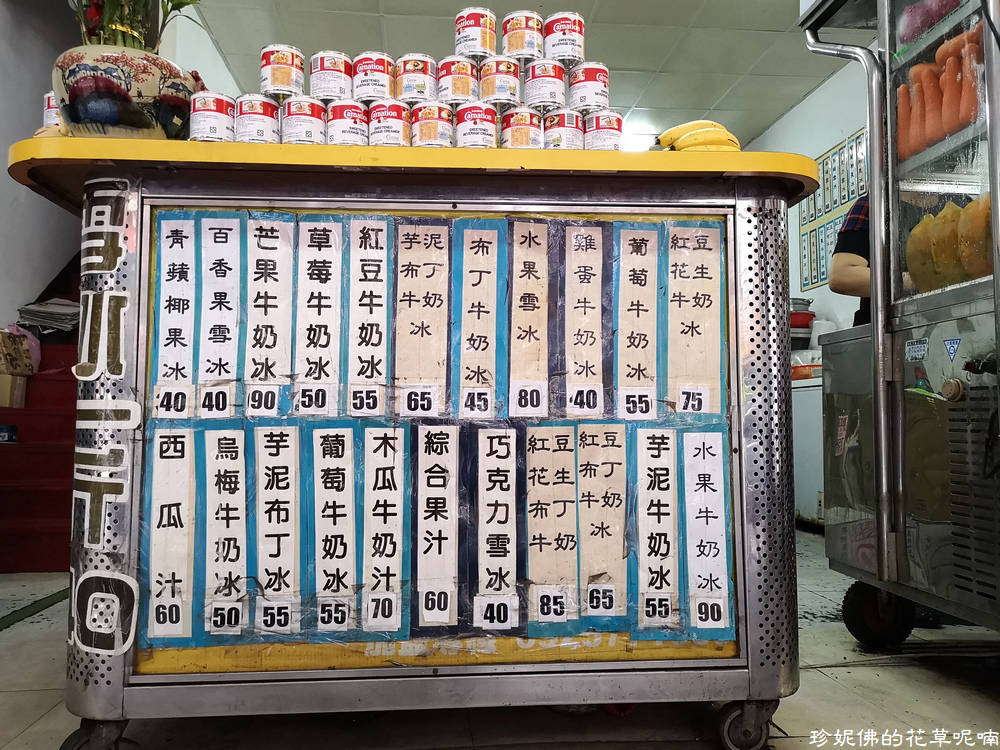 Carnation
SWEETENED
BEVERAGE CREAMER
青蘋椰果冰
40
百香果雪冰
40
芒果牛奶冰
90
草莓牛奶冰
50
紅豆牛奶冰
55
芋泥布丁牛奶冰
65
布丁牛奶冰
45
水果雪冰
80
雞蛋牛奶冰
40
葡萄牛奶冰
55
紅豆花生牛奶冰
75
西瓜汁
60
烏梅牛奶冰
50
芋泥布丁冰
55
葡萄牛奶冰
55
木瓜牛奶汁
70
綜合果汁
60
巧克力雪冰
40
紅豆花生布丁牛奶
85
紅豆布丁牛奶冰
65
芋泥牛奶冰
55
水果牛奶冰
90
珍妮佛的花草呢喃